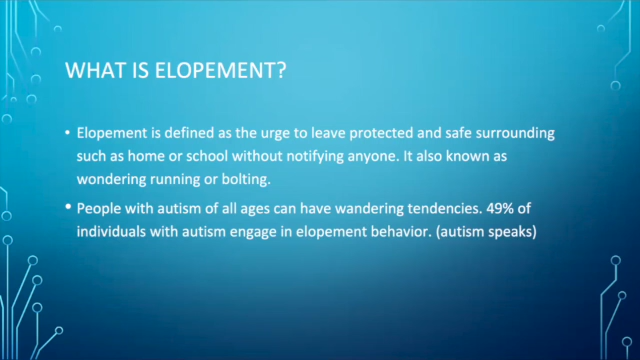 WHAT IS ELOPEMENT?
• Elopement is defined as the urge to leave protected and safe surrounding
such as home or school without notifying anyone. It also known as
wondering running or bolting.
• People with autism of all ages can have wandering tendencies. 49% of
individuals with autism engage in elopement behavior. (autism speaks)